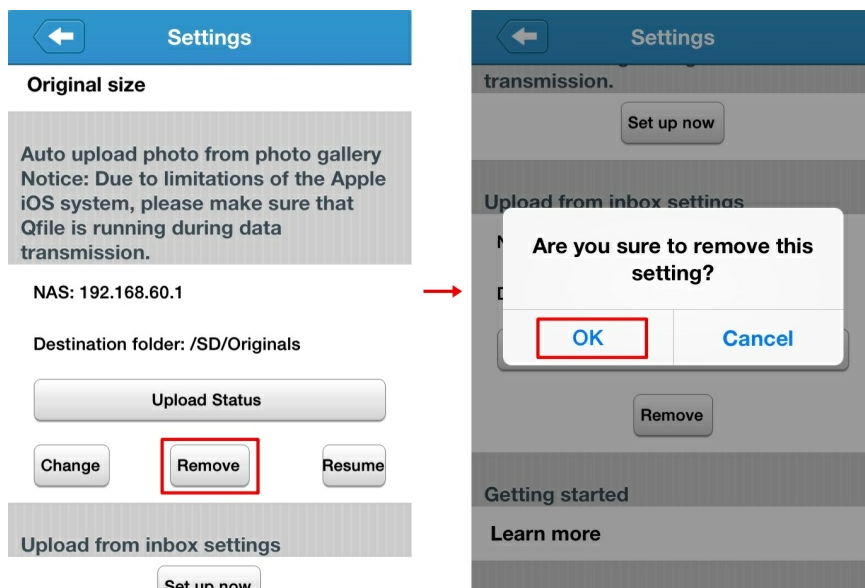 Settings
Original size
Auto upload photo from photo gallery
Notice: Due to limitations of the Apple
iOS system, please make sure that
Qfile is running during data
transmission.
NAS: 192.168.60.1
Destination folder: /SD/Originals
Upload Status
Change Remove Resume
Upload from inbox settings
Set up now
Settings
transmission.
Set up now
Upload from inbox settings
N
Are you sure to remove this
setting?
D
OK Cancel
Remove
Getting started
Learn more